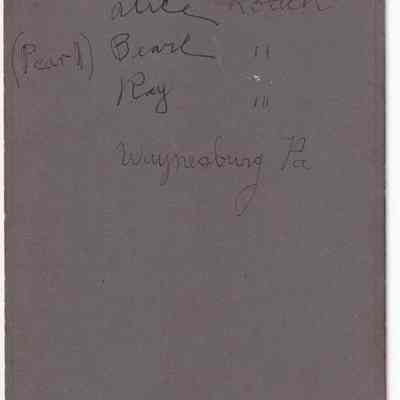 alice Roach
(Pearl) Bearl "
Ray "
Waynesburg Pa